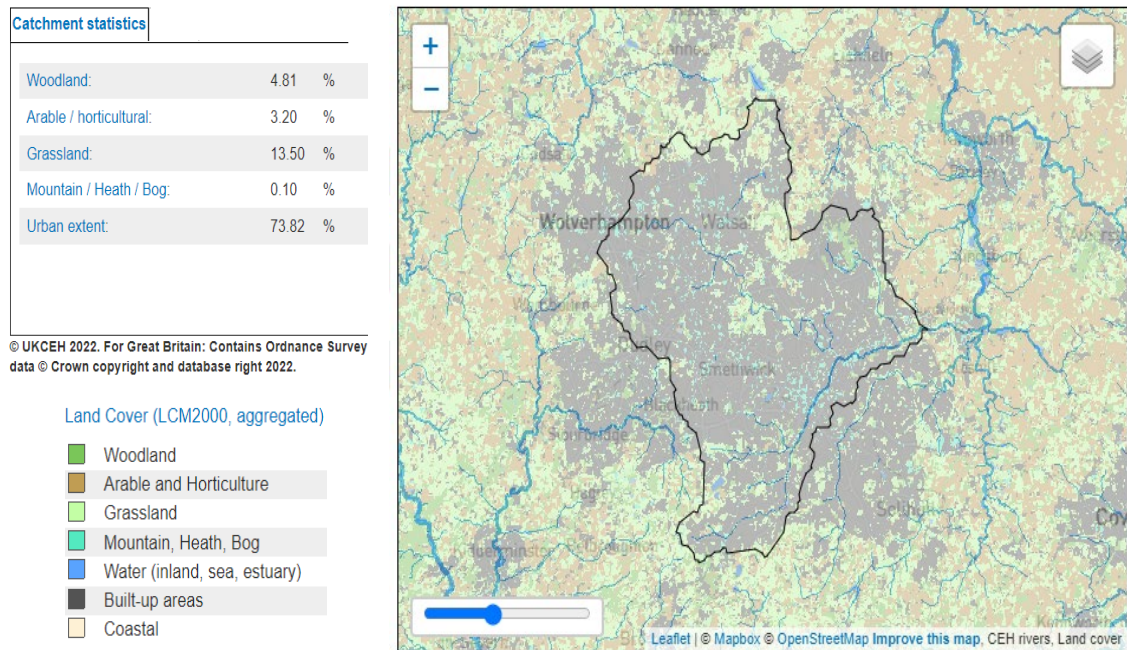 Catchment statistics
Woodland: 4.81 %
Arable / horticultural: 3.20 %
Grassland: 13.50 %
Mountain / Heath / Bog: 0.10 %
Urban extent: 73.82 %
© UKCEH 2022. For Great Britain: Contains Ordnance Survey
data © Crown copyright and database right 2022.
Land Cover (LCM2000, aggregated)
Woodland
Arable and Horticulture
Grassland
Mountain, Heath, Bog
Water (inland, sea, estuary)
Built-up areas
Coastal
+
−
Wolverhampton
Walsall
Smethwick
Stourbridge
Solihull
Cov
Leaflet | © Mapbox © OpenStreetMap Improve this map, CEH rivers, Land cover